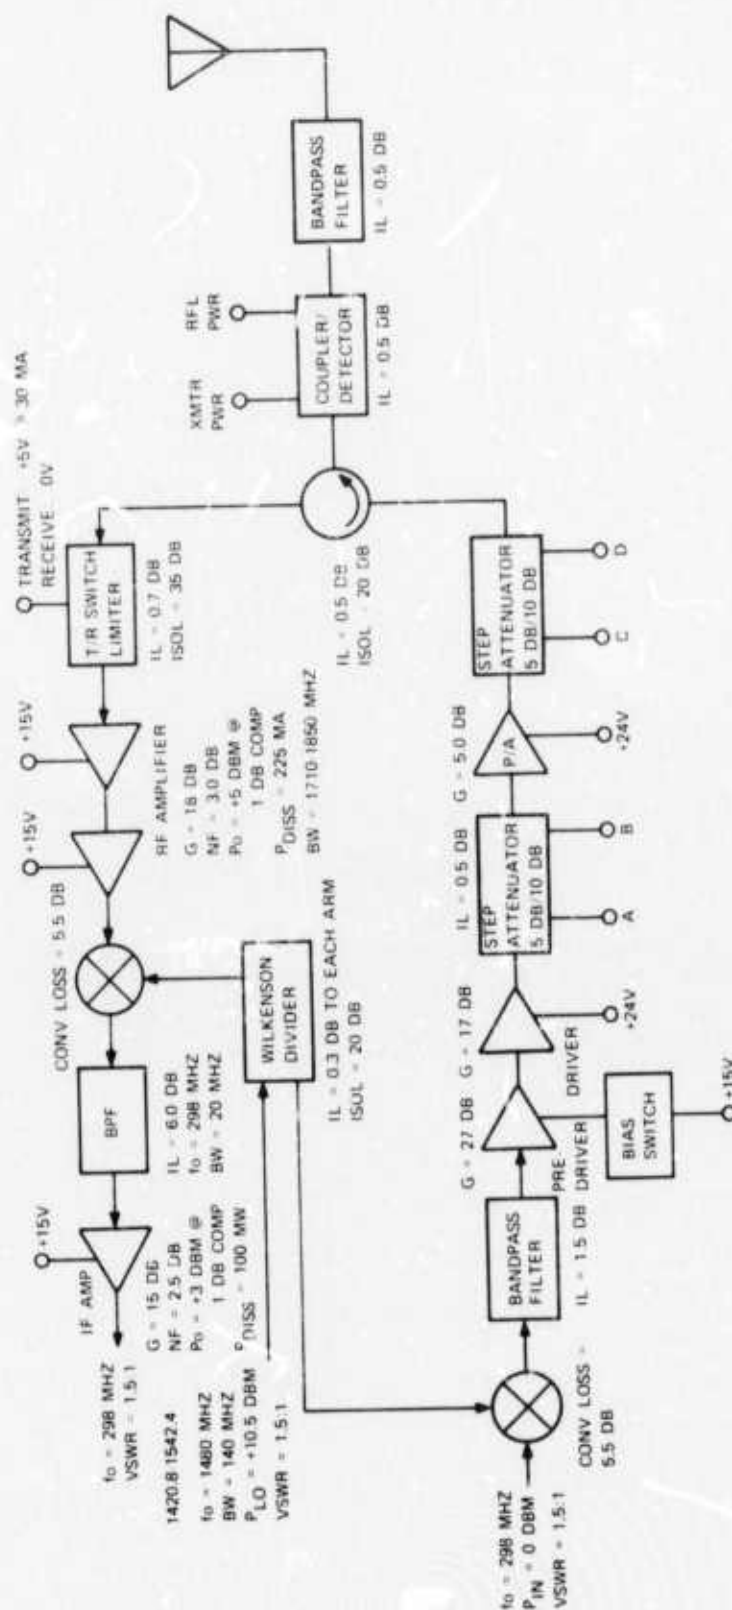 TRANSMIT +5V > 30 MA
RECEIVE 0V
+15V
+15V
+15V
IF AMP
BPF
CONV LOSS = 5.5 DB
RF AMPLIFIER
T/R SWITCH
LIMITER
fo = 298 MHZ
VSWR = 1.5:1
G = 15 DB
NF = 2.5 DB
Po = +3 DBM @
1 DB COMP
PDISS = 100 MW
IL = 6.0 DB
fo = 298 MHZ
BW = 20 MHZ
G = 18 DB
NF = 3.0 DB
Po = +5 DBM @
1 DB COMP
PDISS = 225 MA
BW = 1710-1850 MHZ
IL = 0.7 DB
ISOL = 35 DB
XMTR
PWR
RFL
PWR
COUPLER/
DETECTOR
IL = 0.5 DB
BANDPASS
FILTER
IL = 0.5 DB
1420.8 1542.4
fo = 1480 MHZ
BW = 140 MHZ
PLO = +10.5 DBM
VSWR = 1.5:1
WILKENSON
DIVIDER
IL = 0.3 DB TO EACH ARM
ISOL = 20 DB
IL = 0.5 DB
ISOL = 20 DB
fo = 298 MHZ
PIN = 0 DBM
VSWR = 1.5:1
CONV LOSS =
5.5 DB
BANDPASS
FILTER
IL = 1.5 DB
G = 27 DB
PRE
DRIVER
BIAS
SWITCH
+15V
G = 17 DB
DRIVER
+24V
IL = 0.5 DB
STEP
ATTENUATOR
5 DB/10 DB
A
B
G = 5.0 DB
P/A
+24V
STEP
ATTENUATOR
5 DB/10 DB
C
D